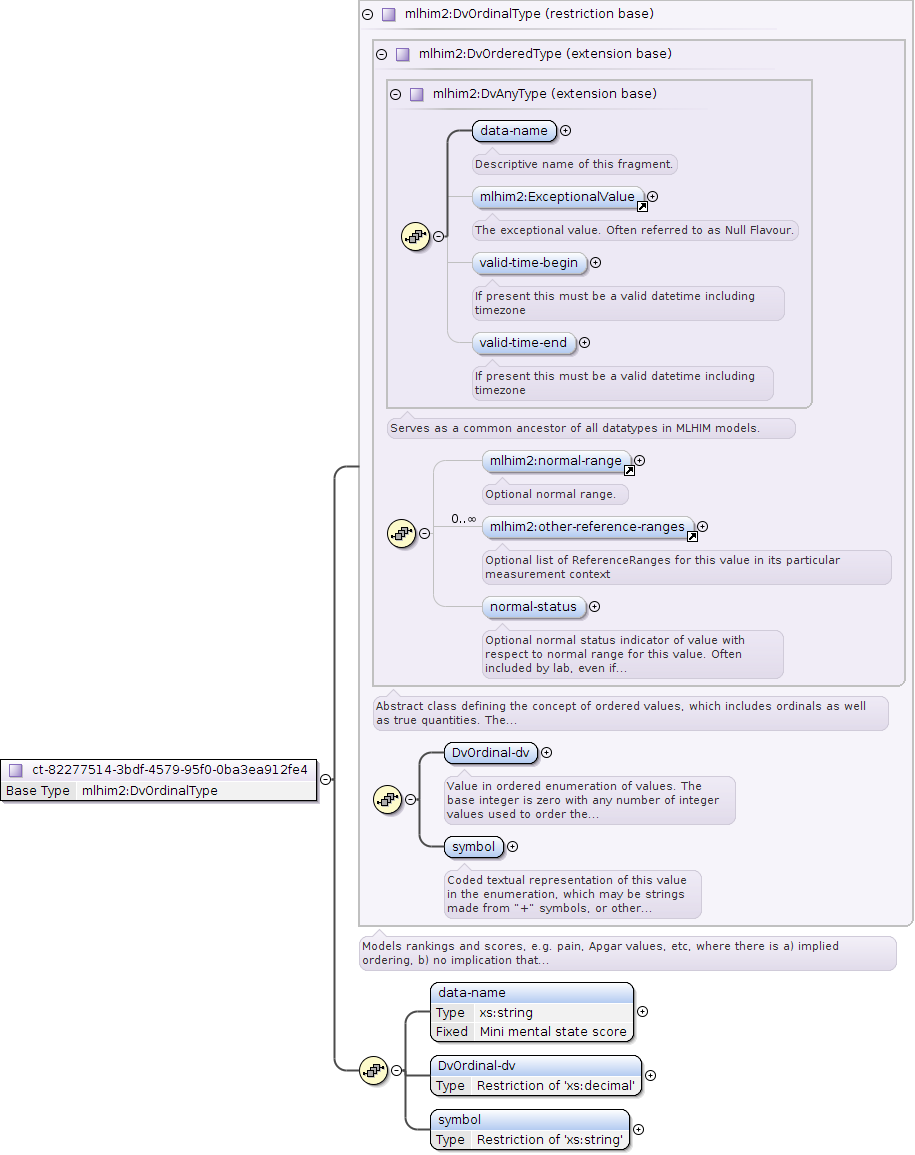 mlhim2:DvOrdinalType (restriction base)
mlhim2:DvOrderedType (extension base)
mlhim2:DvAnyType (extension base)
data-name
Descriptive name of this fragment.
mlhim2:ExceptionalValue
The exceptional value. Often referred to as Null Flavour.
valid-time-begin
If present this must be a valid datetime including
timezone
valid-time-end
If present this must be a valid datetime including
timezone
Serves as a common ancestor of all datatypes in MLHIM models.
mlhim2:normal-range
Optional normal range.
0..∞
mlhim2:other-reference-ranges
Optional list of ReferenceRanges for this value in its particular
measurement context
normal-status
Optional normal status indicator of value with
respect to normal range for this value. Often
included by lab, even if...
Abstract class defining the concept of ordered values, which includes ordinals as well
as true quantities. The...
ct-82277514-3bdf-4579-95f0-0ba3ea912fe4
Base Type mlhim2:DvOrdinalType
DvOrdinal-dv
Value in ordered enumeration of values. The
base integer is zero with any number of integer
values used to order the...
symbol
Coded textual representation of this value
in the enumeration, which may be strings
made from "+" symbols, or other...
Models rankings and scores, e.g. pain, Apgar values, etc, where there is a) implied
ordering, b) no implication that...
data-name
Type xs:string
Fixed Mini mental state score
DvOrdinal-dv
Type Restriction of 'xs:decimal'
symbol
Type Restriction of 'xs:string'